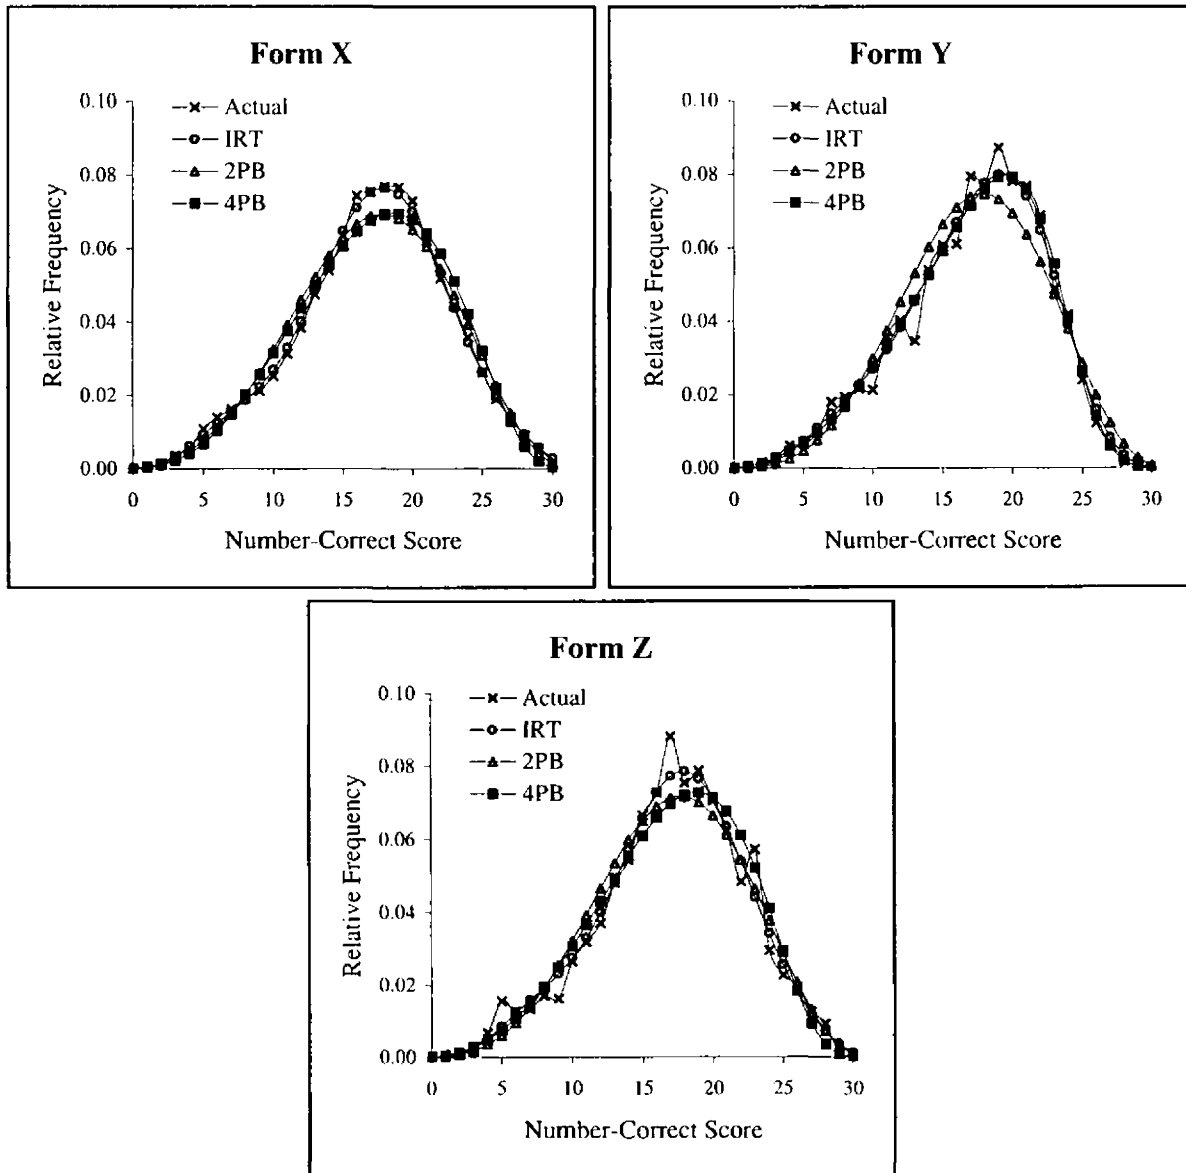 Form X
0.10
0.08
0.06
0.04
0.02
0.00
Relative Frequency
Actual
IRT
2PB
4PB
0 5 10 15 20 25 30
Number-Correct Score
Form Y
0.10
0.08
0.06
0.04
0.02
0.00
Relative Frequency
Actual
IRT
2PB
4PB
0 5 10 15 20 25 30
Number-Correct Score
Form Z
0.10
0.08
0.06
0.04
0.02
0.00
Relative Frequency
Actual
IRT
2PB
4PB
0 5 10 15 20 25 30
Number-Correct Score